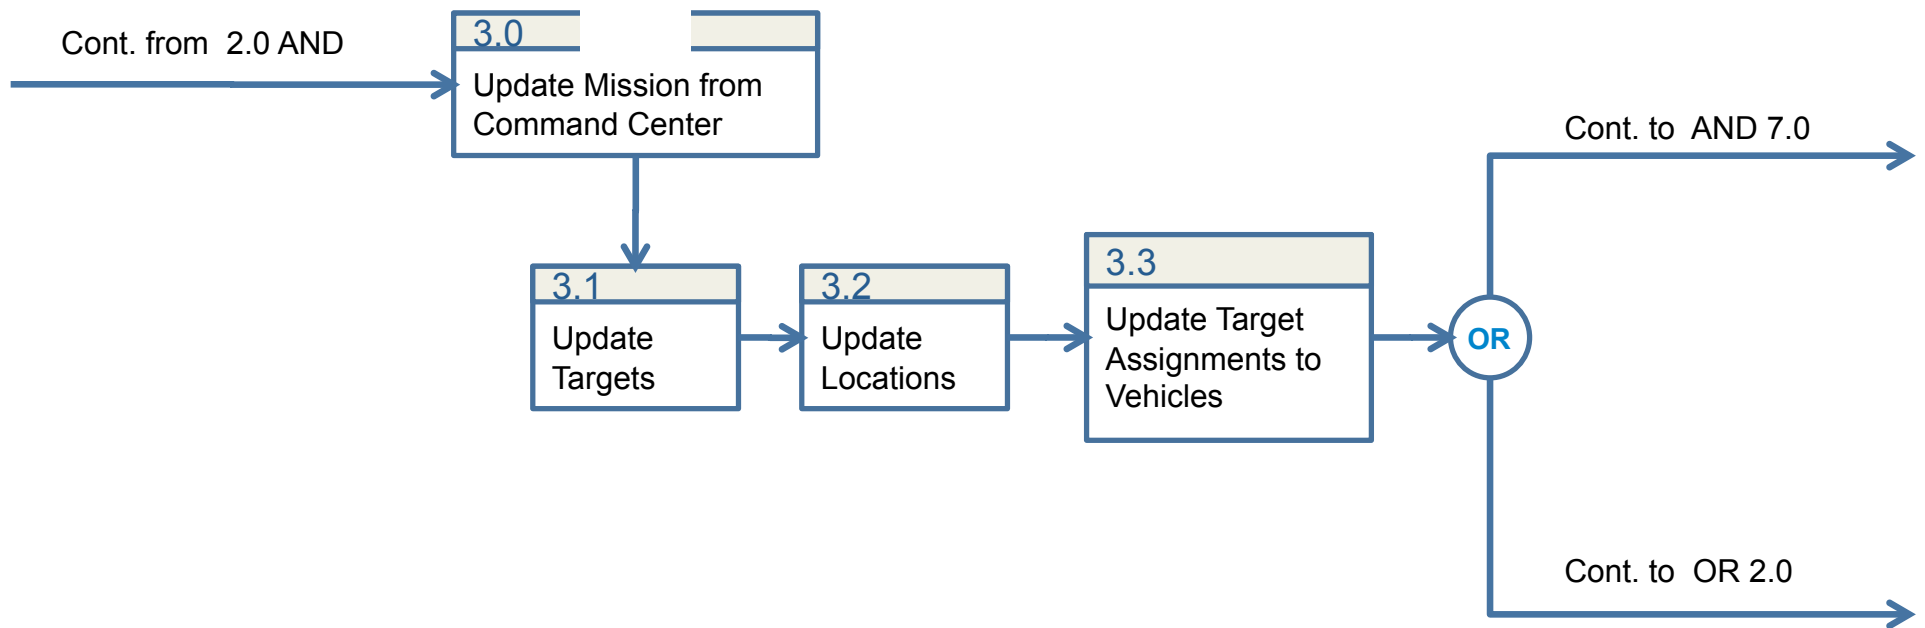 Cont. from  2.0 AND
3.0
Update Mission from
Command Center
Cont. to  AND 7.0
3.1
Update
Targets
3.2
Update
Locations
3.3
Update Target
Assignments to
Vehicles
OR
Cont. to  OR 2.0